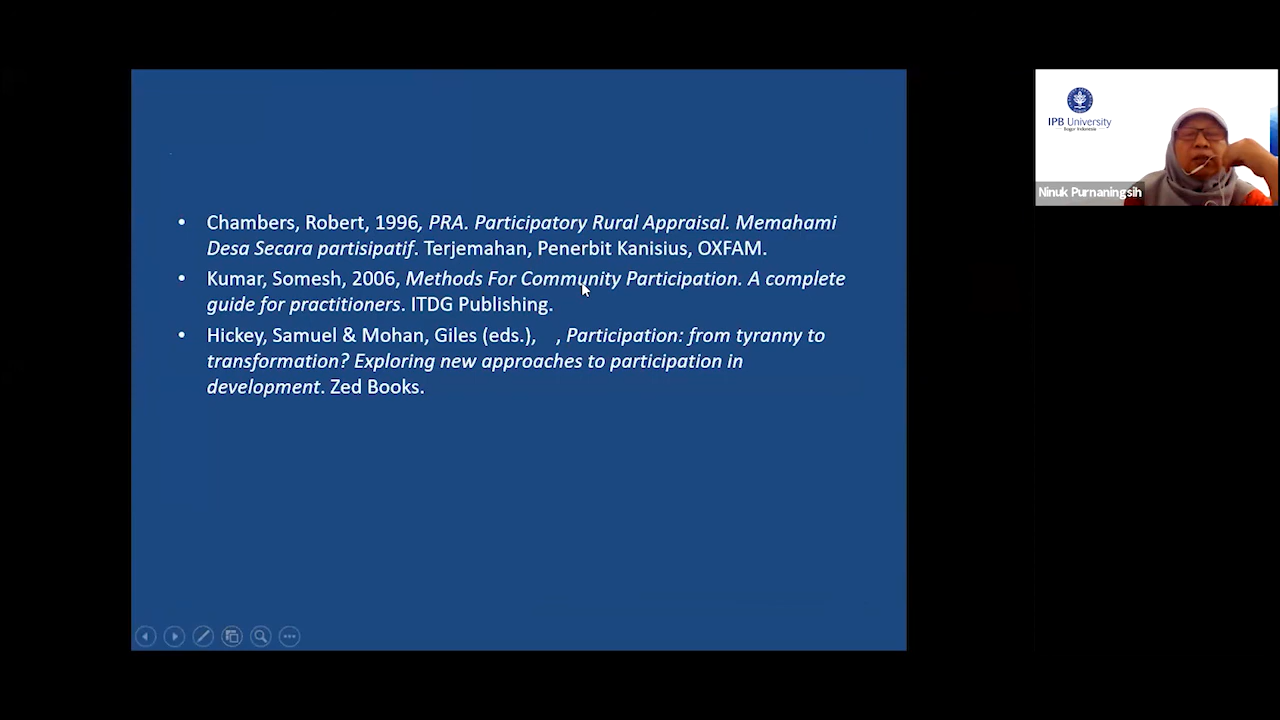 • Chambers, Robert, 1996, PRA. Participatory Rural Appraisal. Memahami
Desa Secara partisipatif. Terjemahan, Penerbit Kanisius, OXFAM.
• Kumar, Somesh, 2006, Methods For Community Participation. A complete
guide for practitioners. ITDG Publishing.
• Hickey, Samuel & Mohan, Giles (eds.),    , Participation: from tyranny to
transformation? Exploring new approaches to participation in
development. Zed Books.
IPB University
Bogor Indonesia
Ninuk Purnaningsih